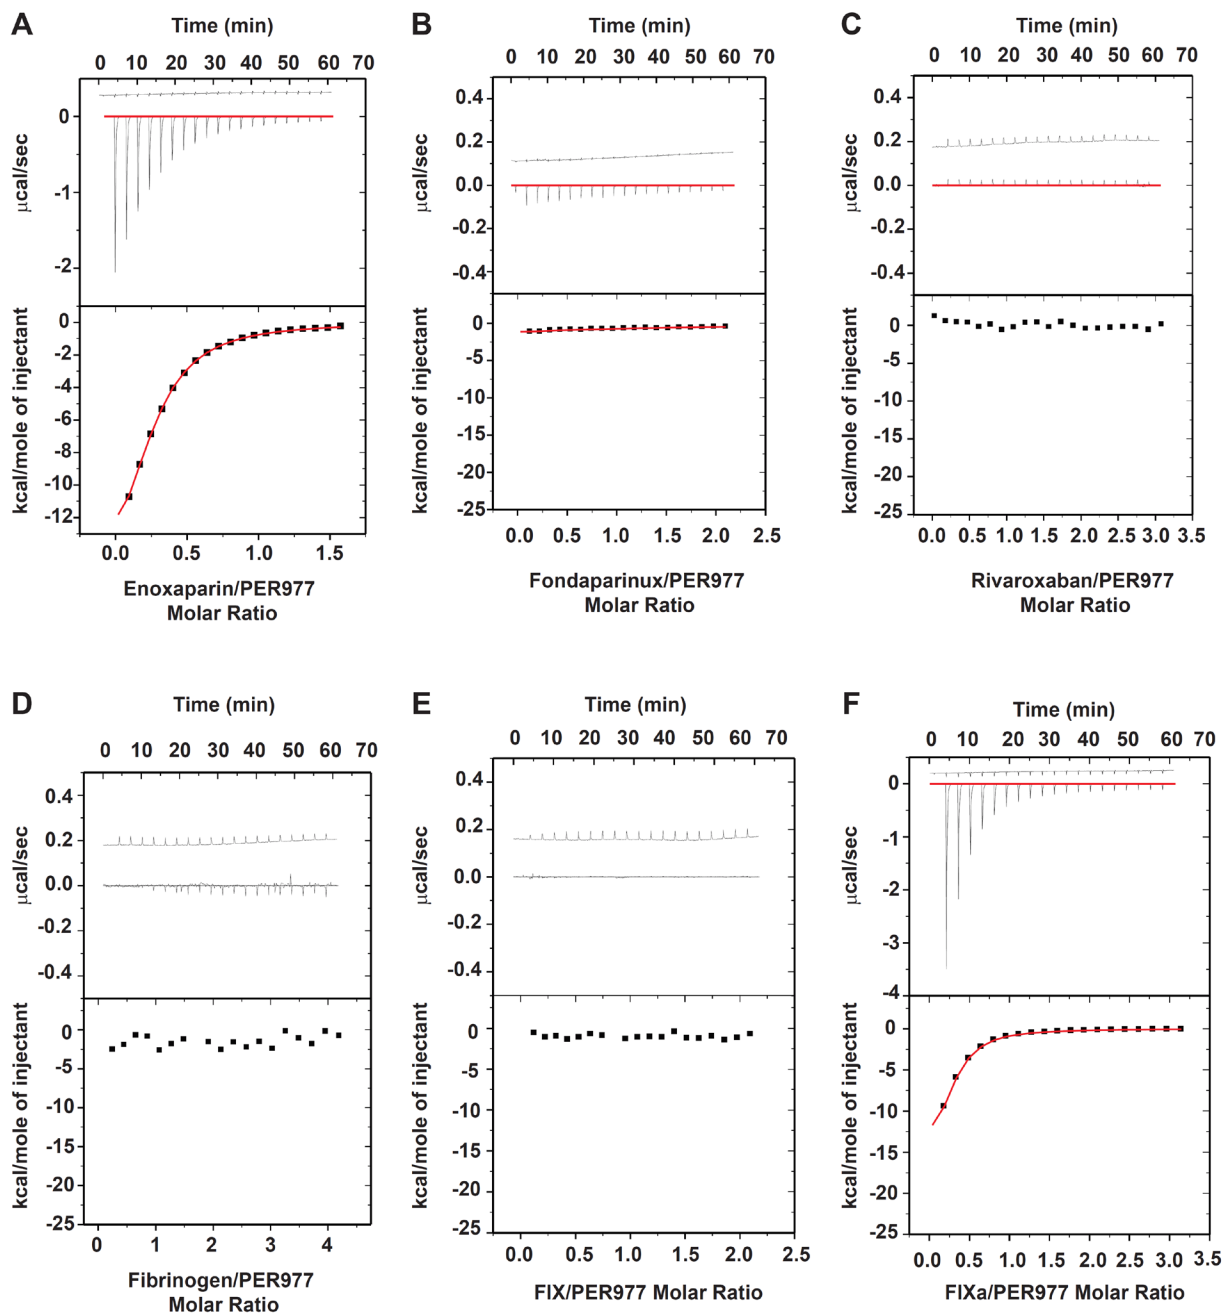 A
Time (min)
0 10 20 30 40 50 60 70
0
-1
-2
µcal/sec
0
-2
-4
-6
-8
-10
-12
kcal/mole of injectant
0.0 0.5 1.0 1.5
Enoxaparin/PER977
Molar Ratio
B
Time (min)
0 10 20 30 40 50 60 70
0.4
0.2
0.0
-0.2
-0.4
µcal/sec
0
-5
-10
-15
-20
-25
kcal/mole of injectant
0.0 0.5 1.0 1.5 2.0 2.5
Fondaparinux/PER977
Molar Ratio
C
Time (min)
0 10 20 30 40 50 60 70
0.4
0.2
0.0
-0.2
-0.4
µcal/sec
0
-5
-10
-15
-20
-25
kcal/mole of injectant
0.0 0.5 1.0 1.5 2.0 2.5 3.0 3.5
Rivaroxaban/PER977
Molar Ratio
D
Time (min)
0 10 20 30 40 50 60 70
0.4
0.2
0.0
-0.2
-0.4
µcal/sec
0
-5
-10
-15
-20
-25
kcal/mole of injectant
0 1 2 3 4
Fibrinogen/PER977
Molar Ratio
E
Time (min)
0 10 20 30 40 50 60 70
0.4
0.2
0.0
-0.2
-0.4
µcal/sec
0
-5
-10
-15
-20
-25
kcal/mole of injectant
0.0 0.5 1.0 1.5 2.0 2.5
FIX/PER977 Molar Ratio
F
Time (min)
0 10 20 30 40 50 60 70
0
-1
-2
-3
-4
µcal/sec
0
-5
-10
-15
-20
-25
kcal/mole of injectant
0.0 0.5 1.0 1.5 2.0 2.5 3.0 3.5
FIXa/PER977 Molar Ratio